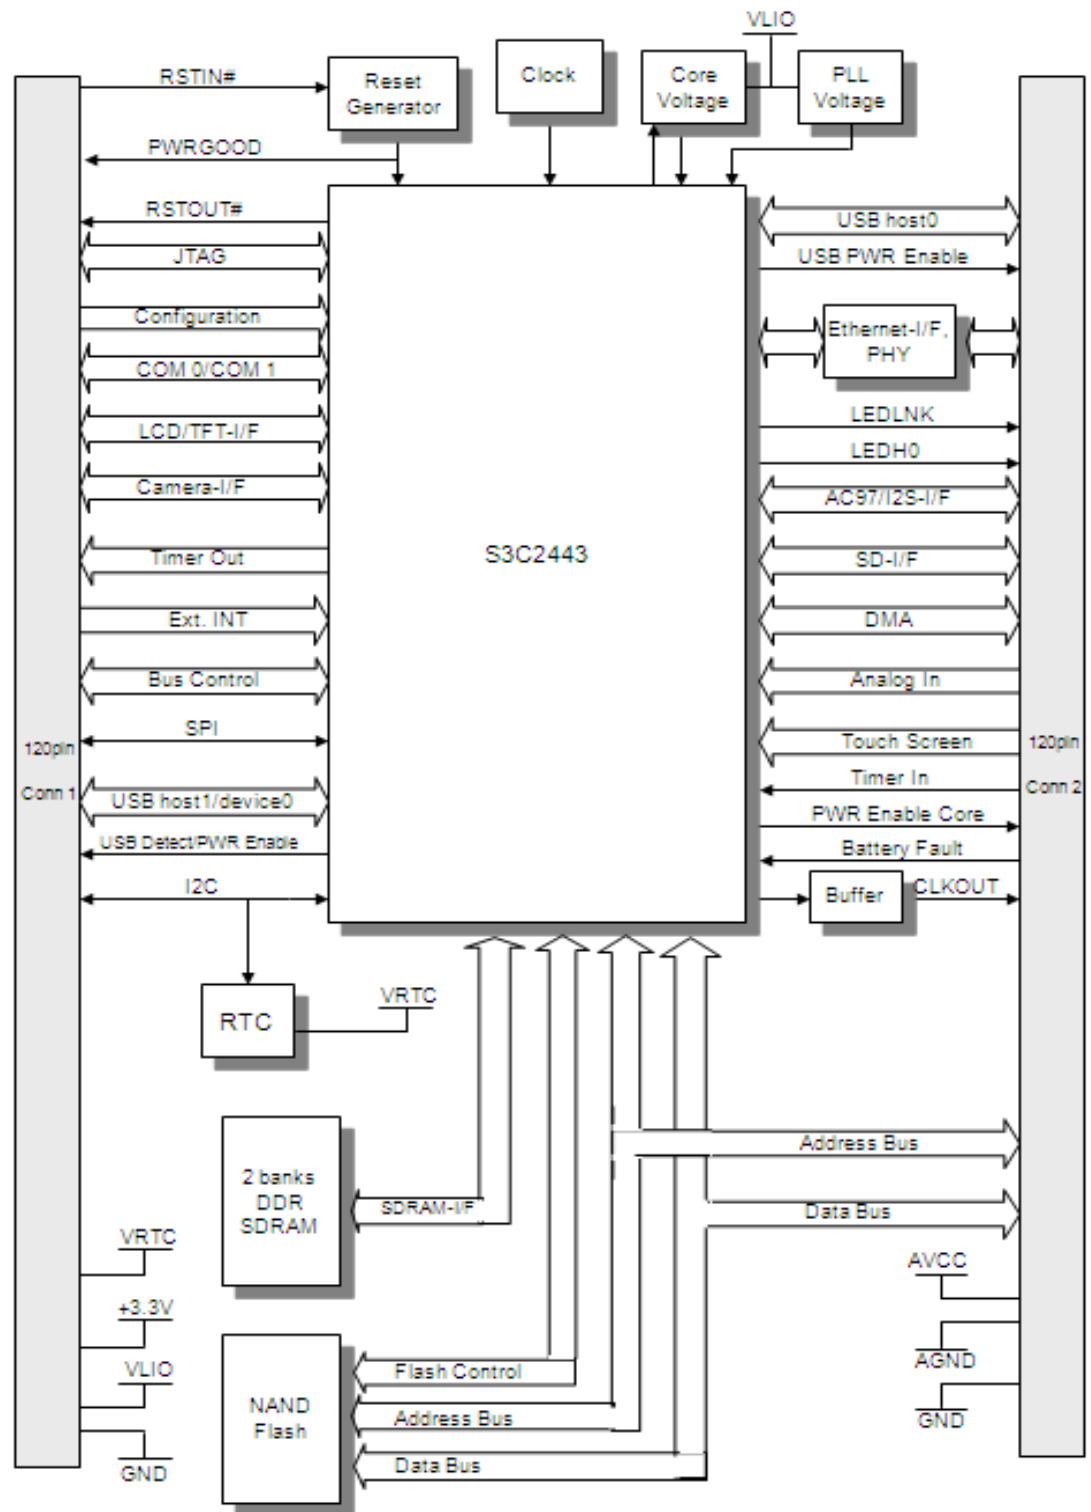 VLIO
RSTIN#
Reset
Generator
Clock
Core
Voltage
PLL
Voltage
PWRGOOD
RSTOUT#
JTAG
Configuration
COM 0/COM 1
LCD/TFT-I/F
Camera-I/F
Timer Out
Ext. INT
Bus Control
SPI
USB host1/device0
USB Detect/PWR Enable
I2C
120pin
Conn 1
S3C2443
USB host0
USB PWR Enable
Ethernet-I/F,
PHY
LEDLNK
LEDH0
AC97/I2S-I/F
SD-I/F
DMA
Analog In
Touch Screen
Timer In
PWR Enable Core
Battery Fault
Buffer
CLKOUT
120pin
Conn 2
RTC
VRTC
2 banks
DDR
SDRAM
SDRAM-I/F
Address Bus
Data Bus
VRTC
+3.3V
VLIO
GND
NAND
Flash
Flash Control
Address Bus
Data Bus
AVCC
AGND
GND